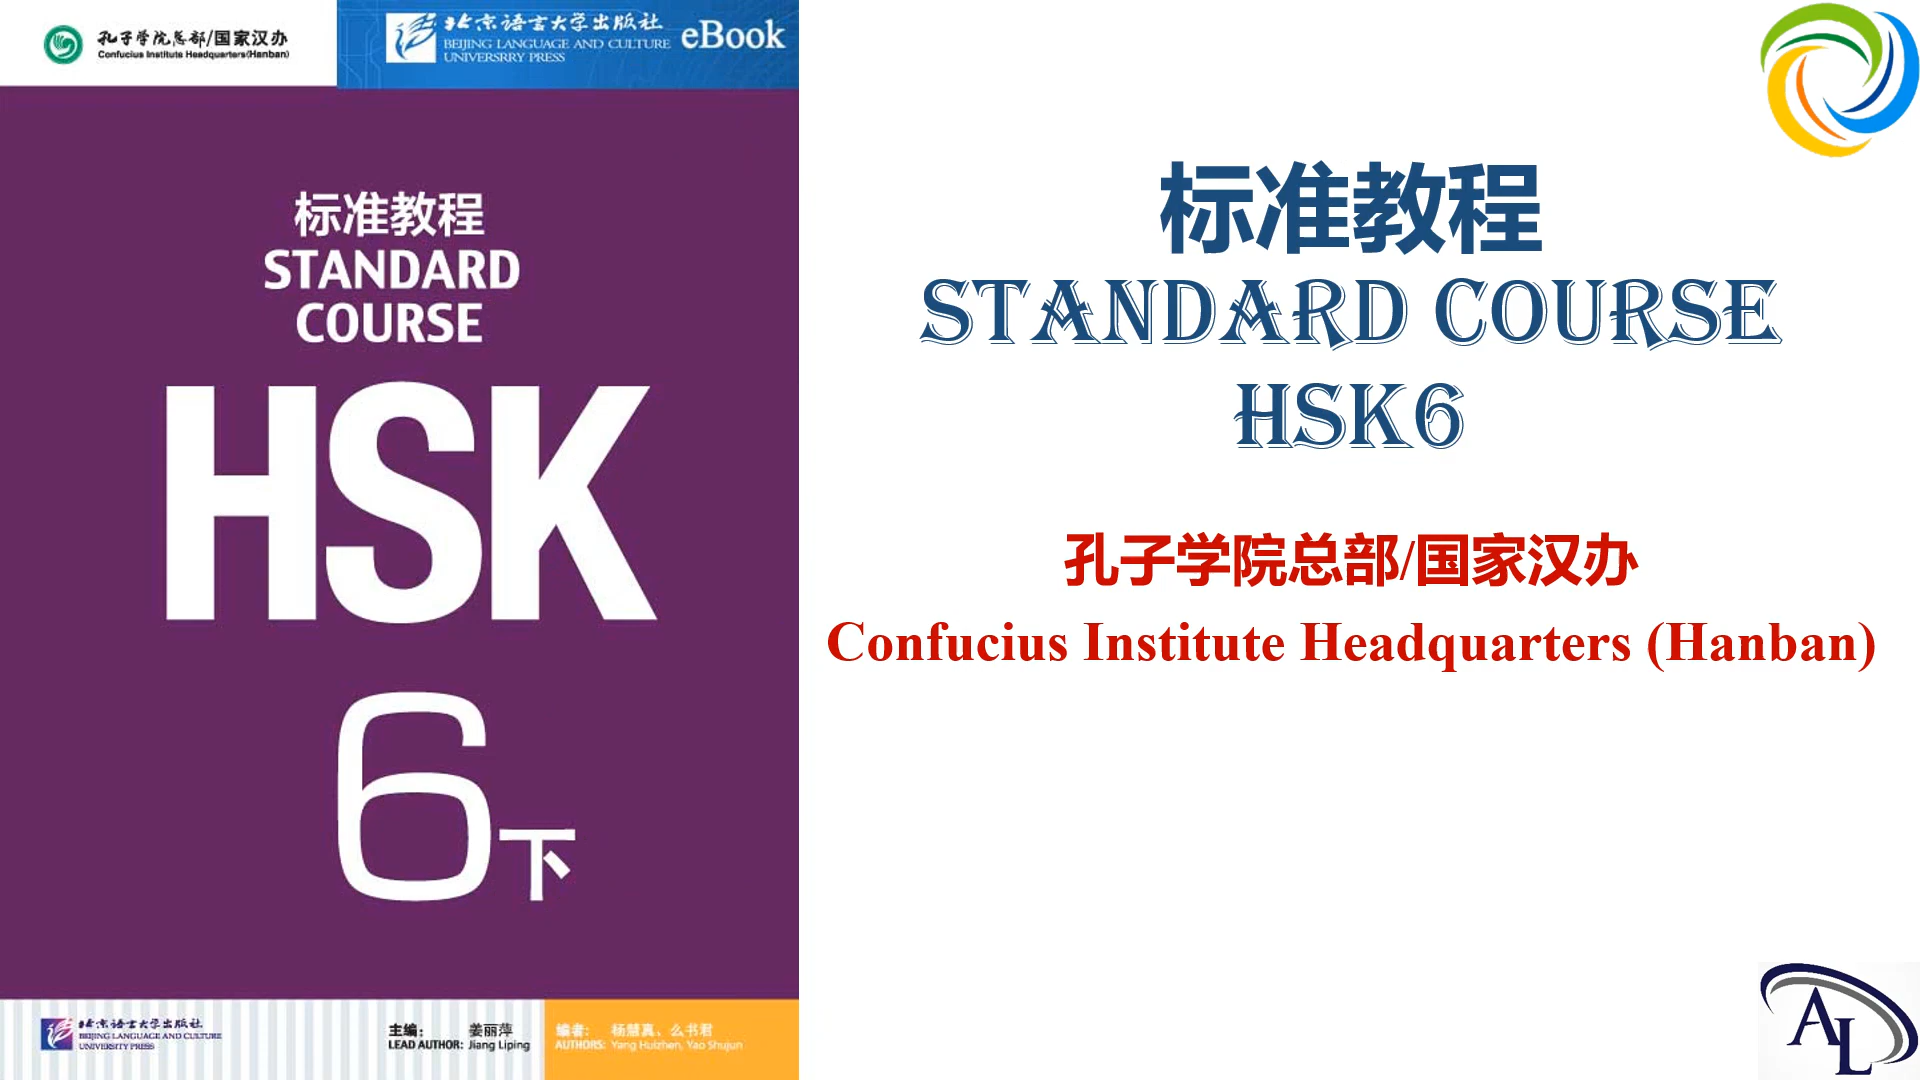 孔子学院总部/国家汉办
Confucius Institute Headquarters(Hanban)
北京语言大学出版社
BEIJING LANGUAGE AND CULTURE
UNIVERSRRY PRESS
eBook
标准教程
STANDARD
COURSE
HSK
6下
北京语言大学出版社
BEIJING LANGUAGE AND CULTURE
UNIVERSITY PRESS
主编: 姜丽萍
LEAD AUTHOR: Jiang Liping
编者: 杨慧真、么书君
AUTHORS: Yang Huizhen, Yao Shujun
标准教程
STANDARD COURSE
HSK6
孔子学院总部/国家汉办
Confucius Institute Headquarters (Hanban)
AL